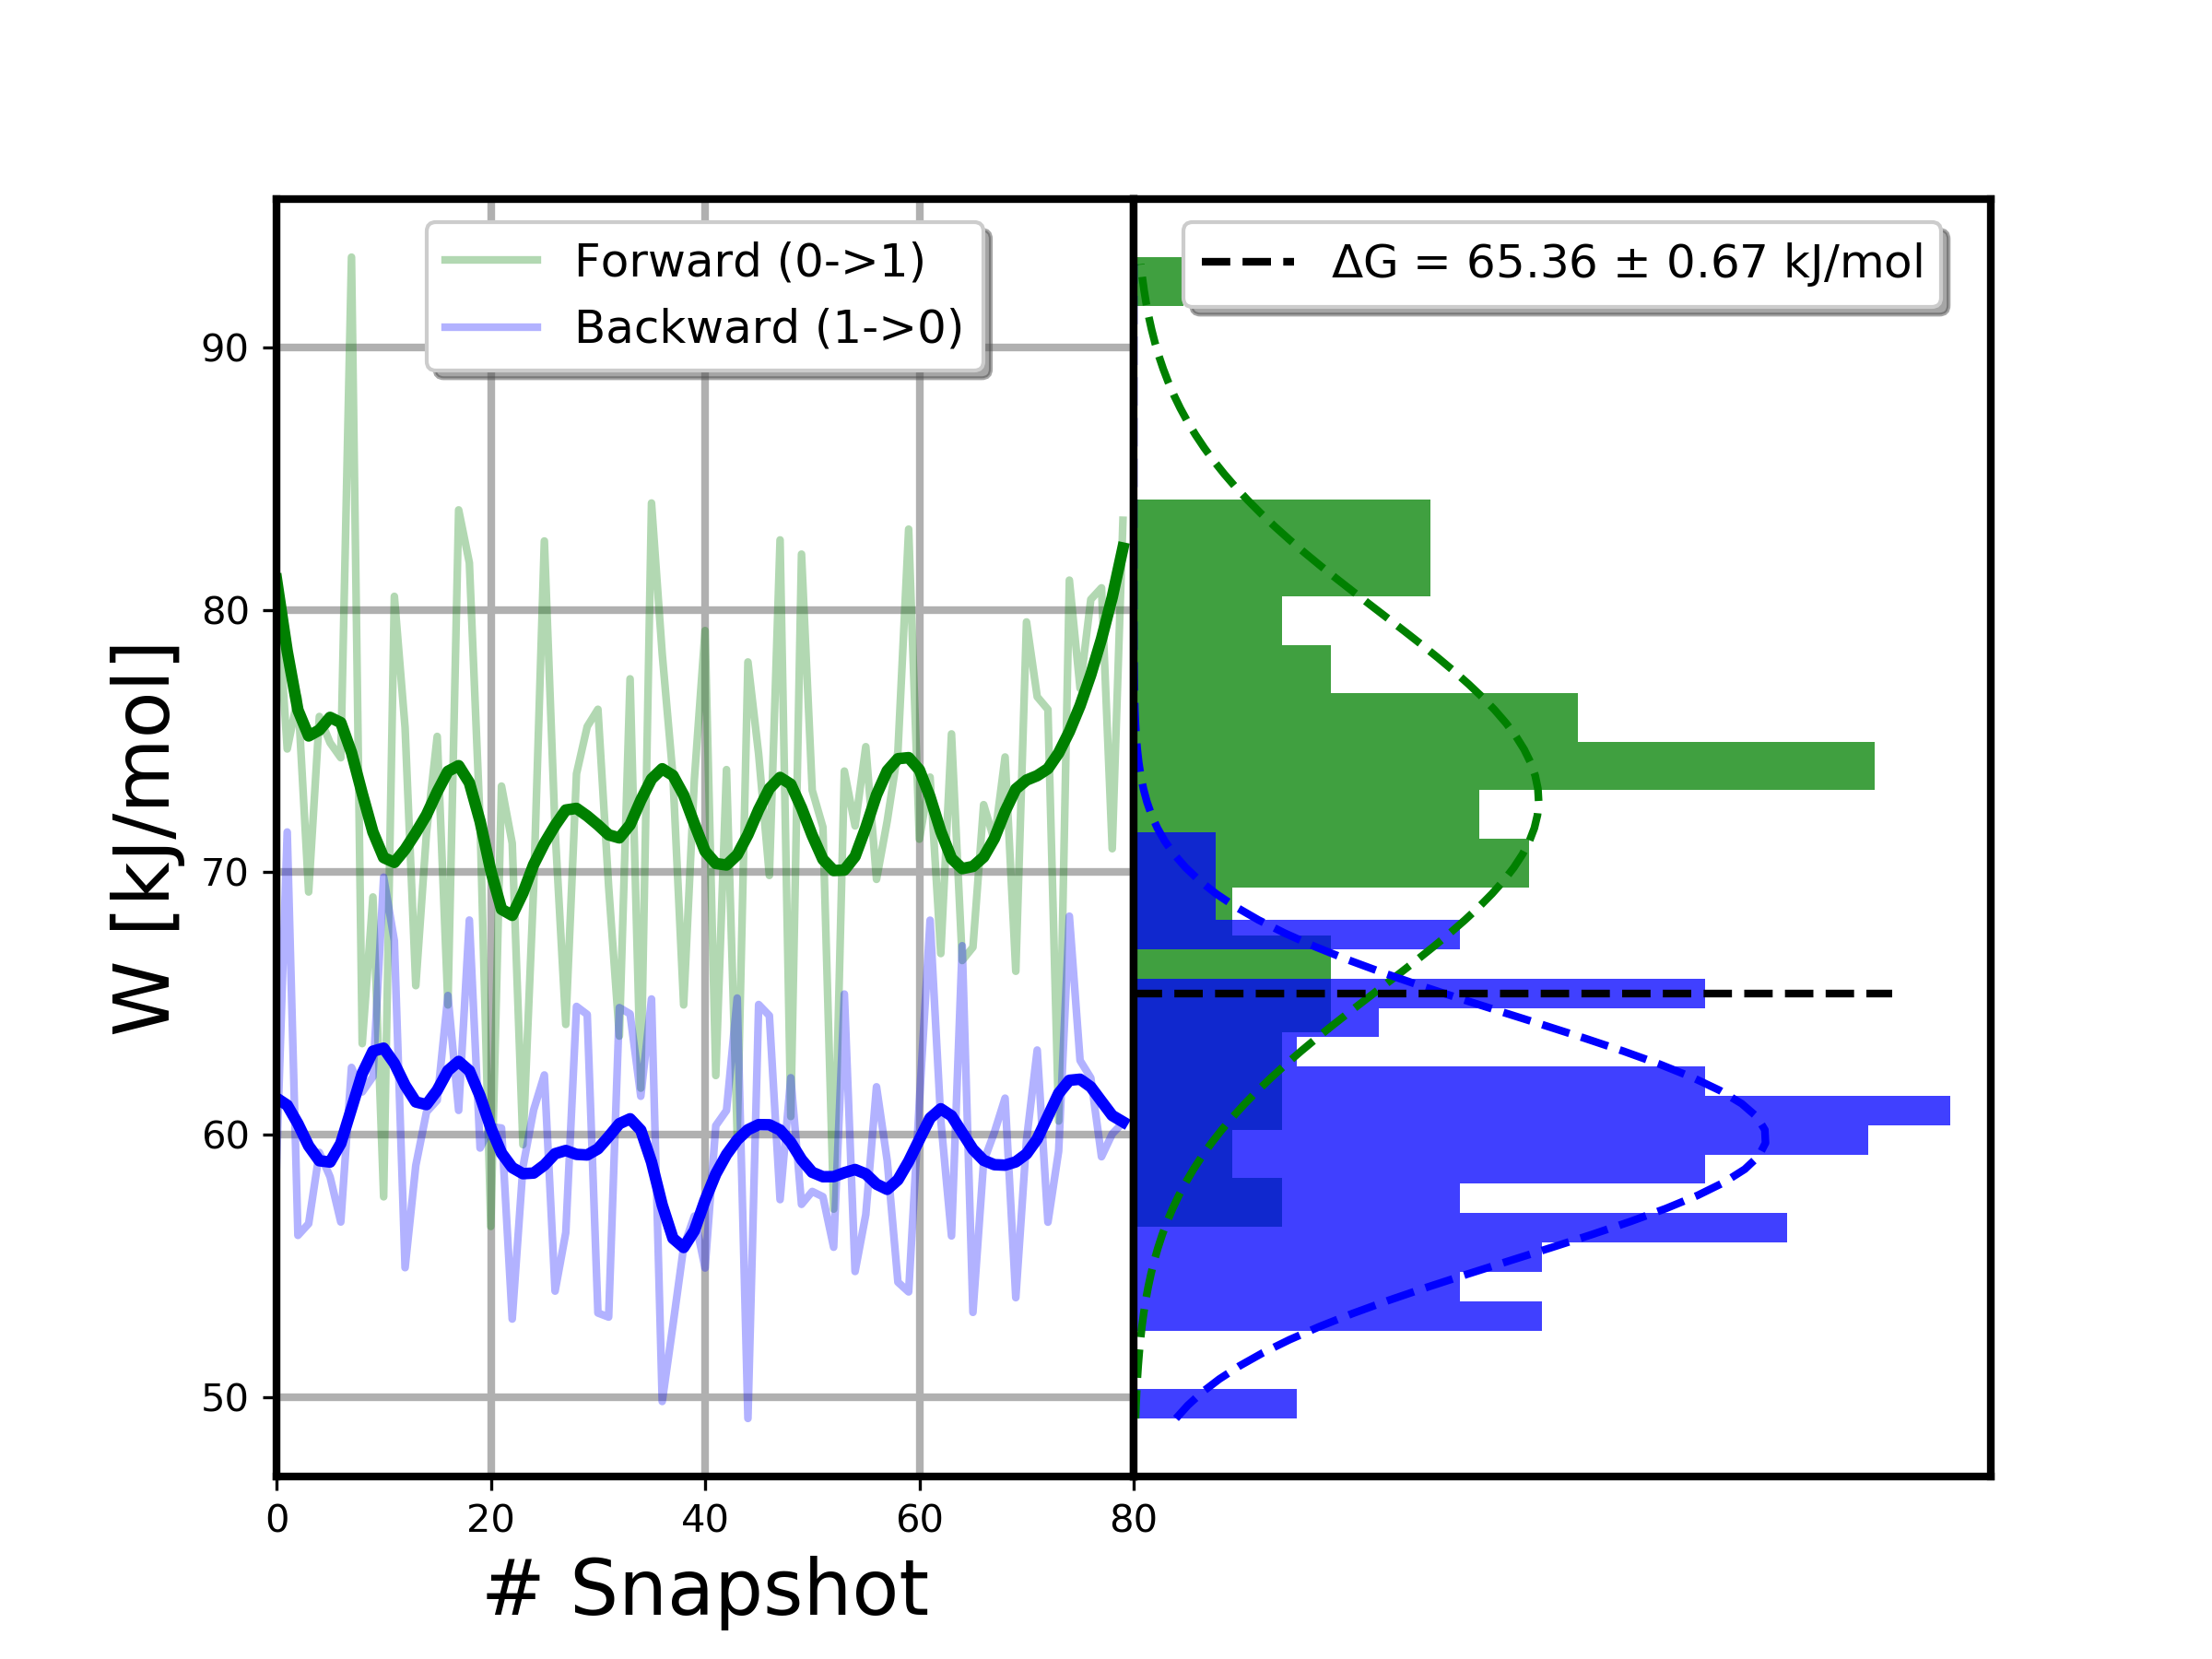 Forward (0->1)
Backward (1->0)
ΔG = 65.36 ± 0.67 kJ/mol
90
80
70
60
50
W [kJ/mol]
0 20 40 60 80
# Snapshot